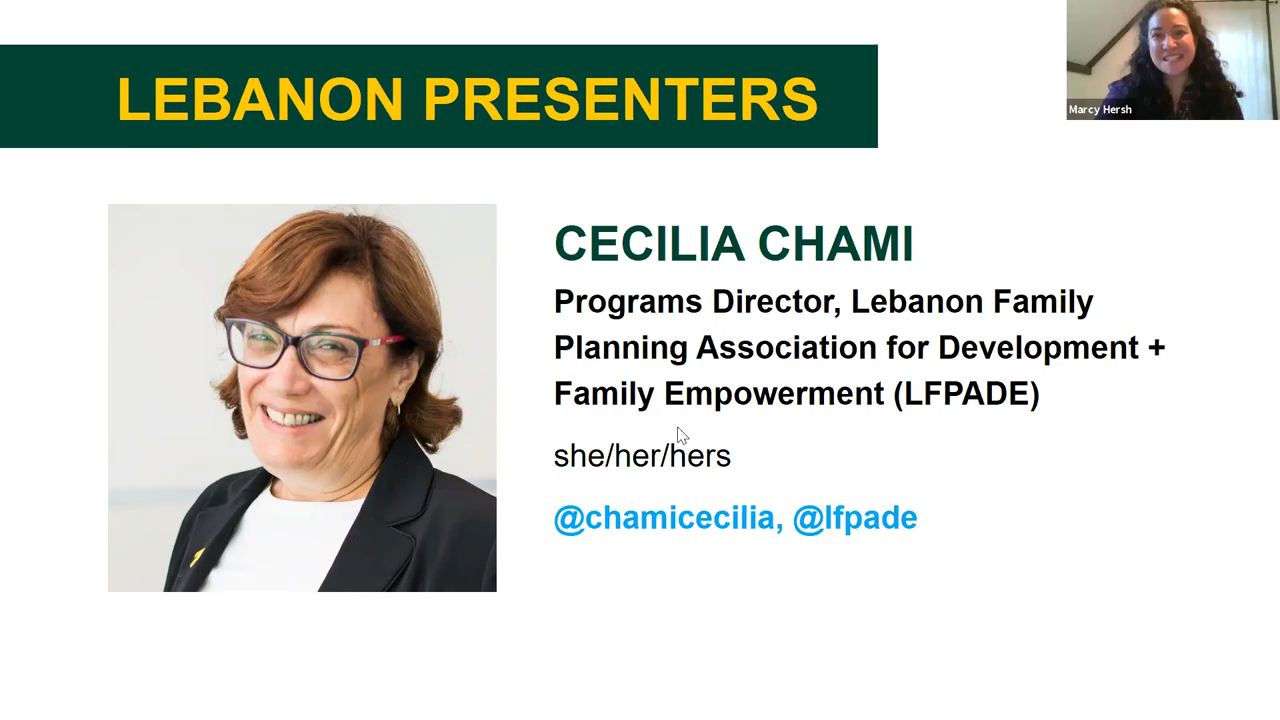 LEBANON PRESENTERS
Marcy Hersh
CECILIA CHAMI
Programs Director, Lebanon Family
Planning Association for Development +
Family Empowerment (LFPADE)
she/her/hers
@chamicecilia, @lfpade